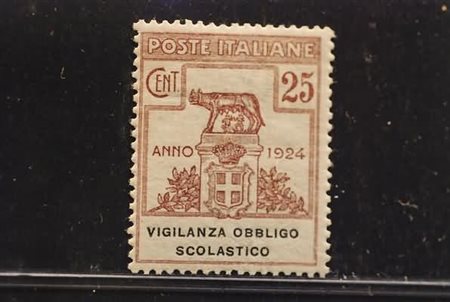 POSTE ITALIANE
CENT. 25
ANNO 1924
VIGILANZA OBBLIGO
SCOLASTICO